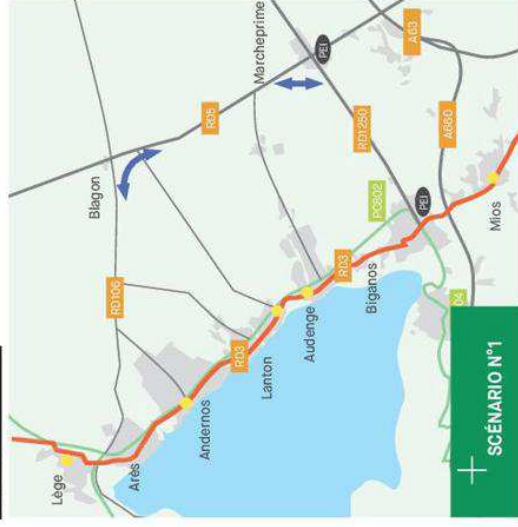 Marcheprime
A63
PEI
RD5
RD1250
A660
Blagon
PC802
PEI
Mios
RD106
RD3
Biganos
Audenge
RD3
Lanton
Andernos
Lège
Arès
04
SCÉNARIO N°1